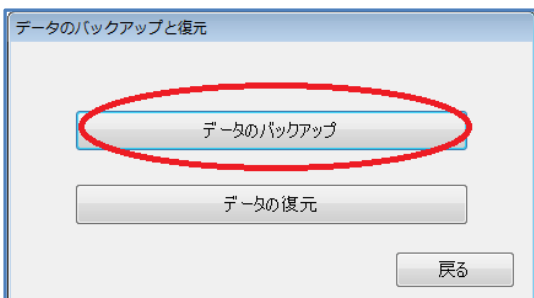 データのバックアップと復元
データのバックアップ
データの復元
戻る